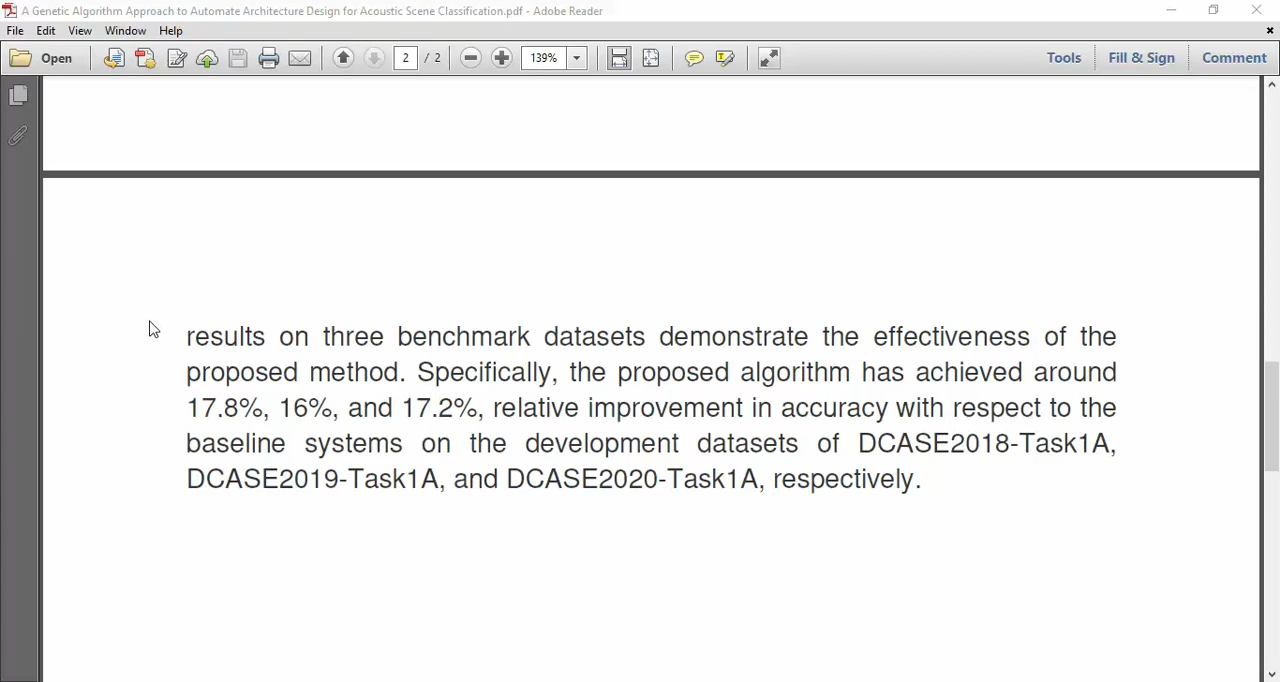 A Genetic Algorithm Approach to Automate Architecture Design for Acoustic Scene Classification.pdf - Adobe Reader
File Edit View Window Help
Open 2 / 2 139% Tools Fill & Sign Comment
results on three benchmark datasets demonstrate the effectiveness of the
proposed method. Specifically, the proposed algorithm has achieved around
17.8%, 16%, and 17.2%, relative improvement in accuracy with respect to the
baseline systems on the development datasets of DCASE2018-Task1A,
DCASE2019-Task1A, and DCASE2020-Task1A, respectively.